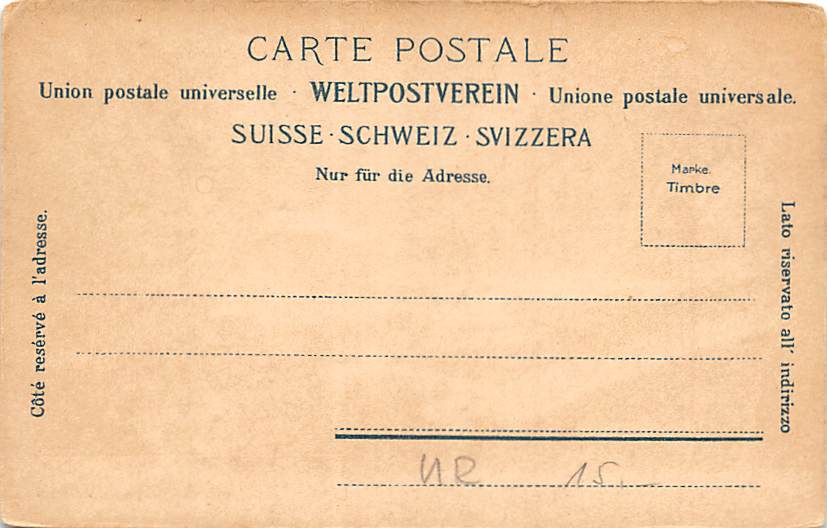 CARTE POSTALE
Union postale universelle · WELTPOSTVEREIN · Unione postale universale.
SUISSE · SCHWEIZ · SVIZZERA
Nur für die Adresse.
Marke.
Timbre
Côté resérvé à l'adresse.
Lato riservato all' indirizzo
UR 15.-